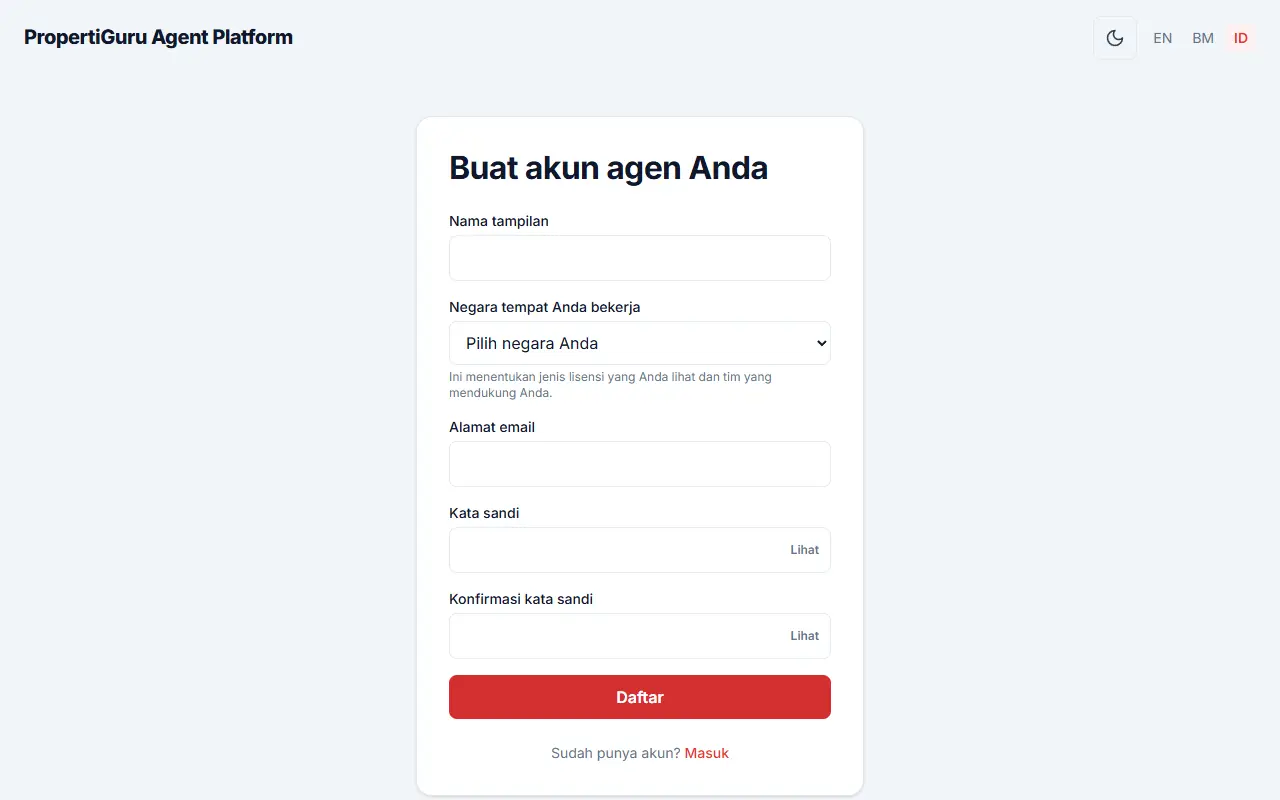 PropertiGuru Agent Platform
EN BM ID
Buat akun agen Anda
Nama tampilan
Negara tempat Anda bekerja
Pilih negara Anda
Ini menentukan jenis lisensi yang Anda lihat dan tim yang
mendukung Anda.
Alamat email
Kata sandi
Lihat
Konfirmasi kata sandi
Lihat
Daftar
Sudah punya akun? Masuk